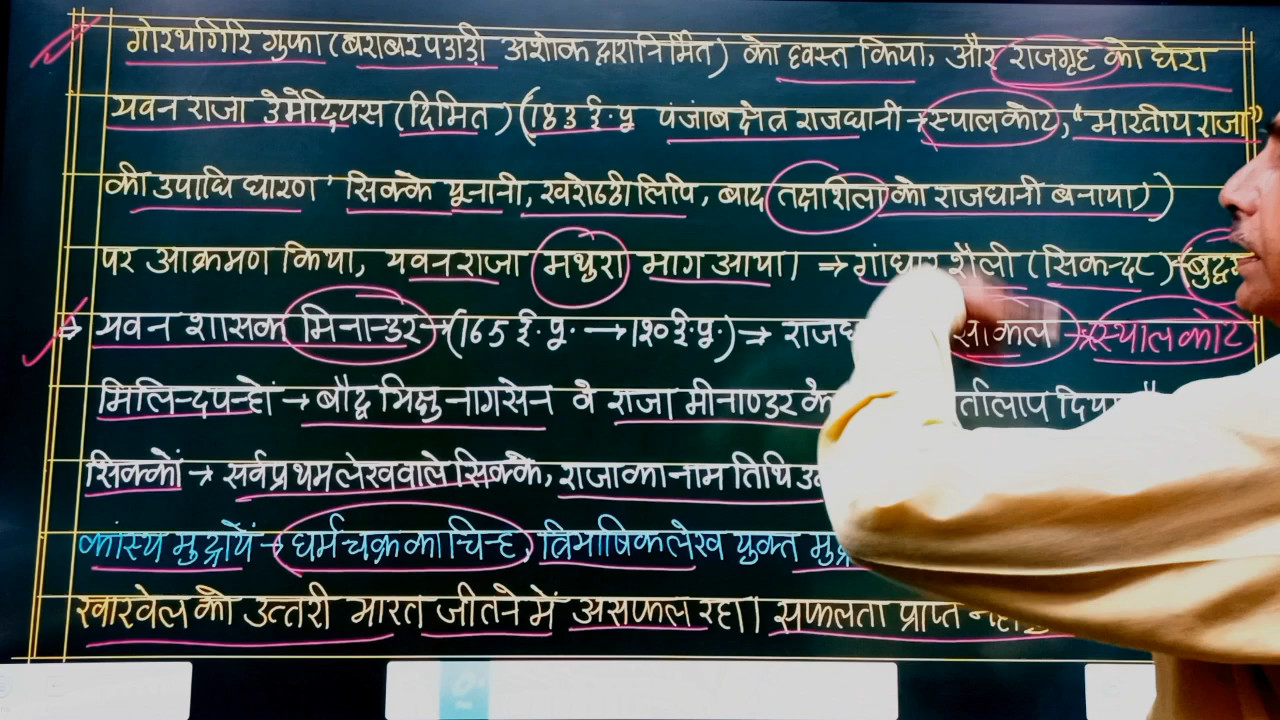 गोरथगिरि गुफा (बराबर पहाड़ी अशोक द्वारा निर्मित) को ध्वस्त किया, और राजगृह को घेरा
यवन राजा डेमेट्रियस (दिमित) (183 ई.पू पंजाब क्षेत्र राजधानी → स्यालकोट, "भारतीय राजा"
की उपाधि धारण सिक्के यूनानी, खरोष्ठी लिपि, बाद तक्षशिला को राजधानी बनाया))
पर आक्रमण किया, यवन राजा मथुरा भाग आया। ⇒ गांधार शैली (सिकन्दर)
⇒ यवन शासक मिनान्डर → (165 ई.पू. → 120 ई.पू.) → साकल → स्यालकोट
मिलिन्दपन्हों → बौद्ध भिक्षु नागसेन वे राजा मीनाण्डर के
सिक्कों → सर्वप्रथम लेख वाले सिक्के, राजा का नाम तिथि
कांस्य मुद्रायें → धर्मचक्र का चिन्ह, त्रिभाषिक लेख युक्त
खारवेल को उत्तरी भारत जीतने में असफल रहा। सफलता प्राप्त